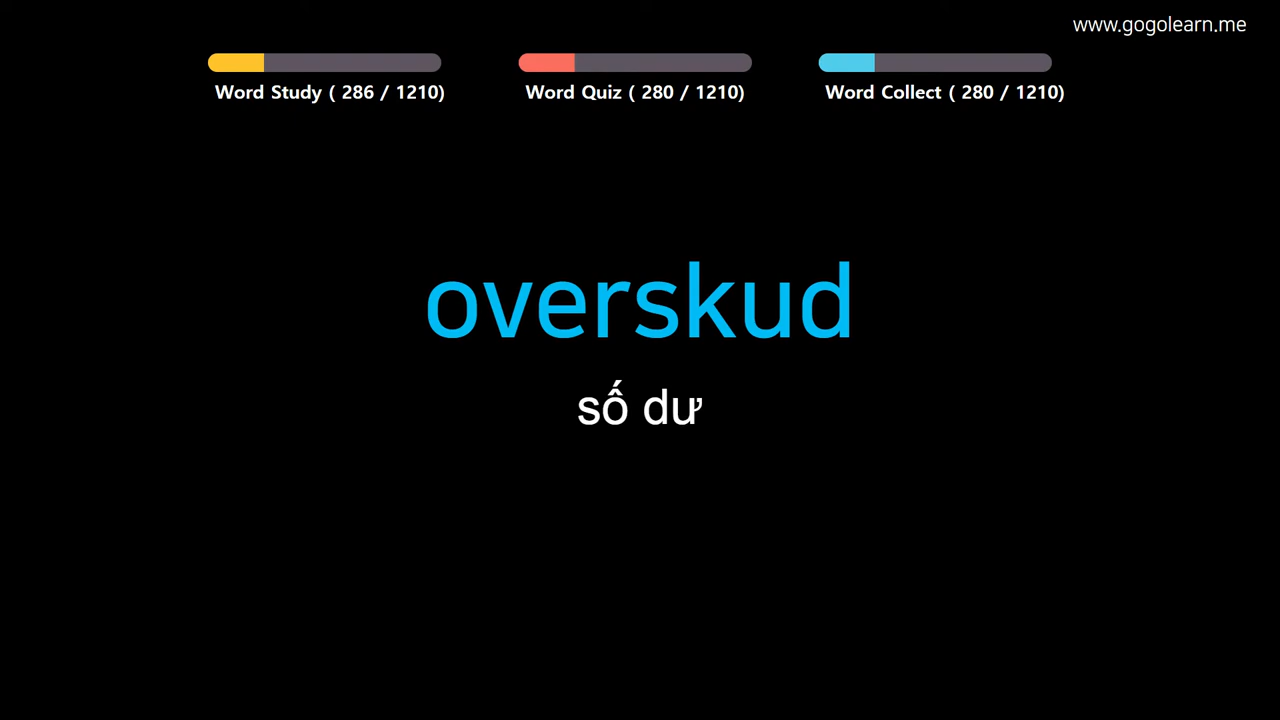 www.gogolearn.me
Word Study ( 286 / 1210)
Word Quiz ( 280 / 1210)
Word Collect ( 280 / 1210)
overskud
số dư